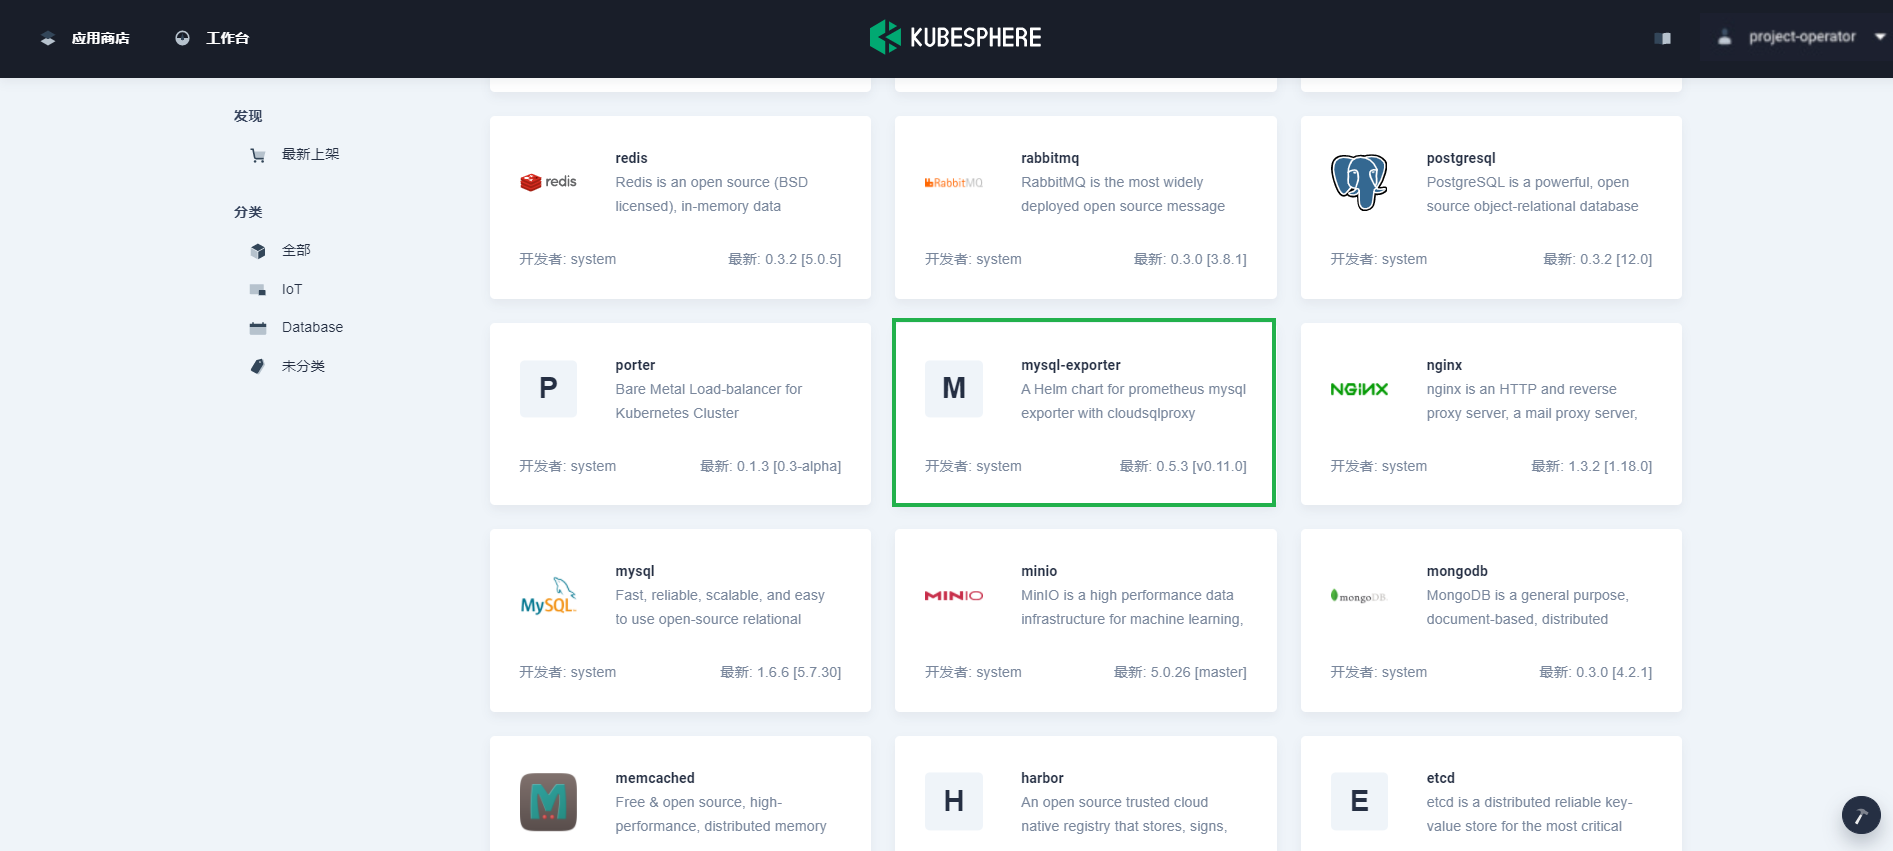 应用商店
工作台
KUBESPHERE
project-operator
发现
最新上架
分类
全部
IoT
Database
未分类
redis
redis
Redis is an open source (BSD
licensed), in-memory data
开发者: system
最新: 0.3.2 [5.0.5]
RabbitMQ
rabbitmq
RabbitMQ is the most widely
deployed open source message
开发者: system
最新: 0.3.0 [3.8.1]
postgresql
PostgreSQL is a powerful, open
source object-relational database
开发者: system
最新: 0.3.2 [12.0]
P
porter
Bare Metal Load-balancer for
Kubernetes Cluster
开发者: system
最新: 0.1.3 [0.3-alpha]
M
mysql-exporter
A Helm chart for prometheus mysql
exporter with cloudsqlproxy
开发者: system
最新: 0.5.3 [v0.11.0]
NGINX
nginx
nginx is an HTTP and reverse
proxy server, a mail proxy server,
开发者: system
最新: 1.3.2 [1.18.0]
MySQL
mysql
Fast, reliable, scalable, and easy
to use open-source relational
开发者: system
最新: 1.6.6 [5.7.30]
MINIO
minio
MinIO is a high performance data
infrastructure for machine learning,
开发者: system
最新: 5.0.26 [master]
mongoDB
mongodb
MongoDB is a general purpose,
document-based, distributed
开发者: system
最新: 0.3.0 [4.2.1]
M
memcached
Free & open source, high-
performance, distributed memory
H
harbor
An open source trusted cloud
native registry that stores, signs,
E
etcd
etcd is a distributed reliable key-
value store for the most critical